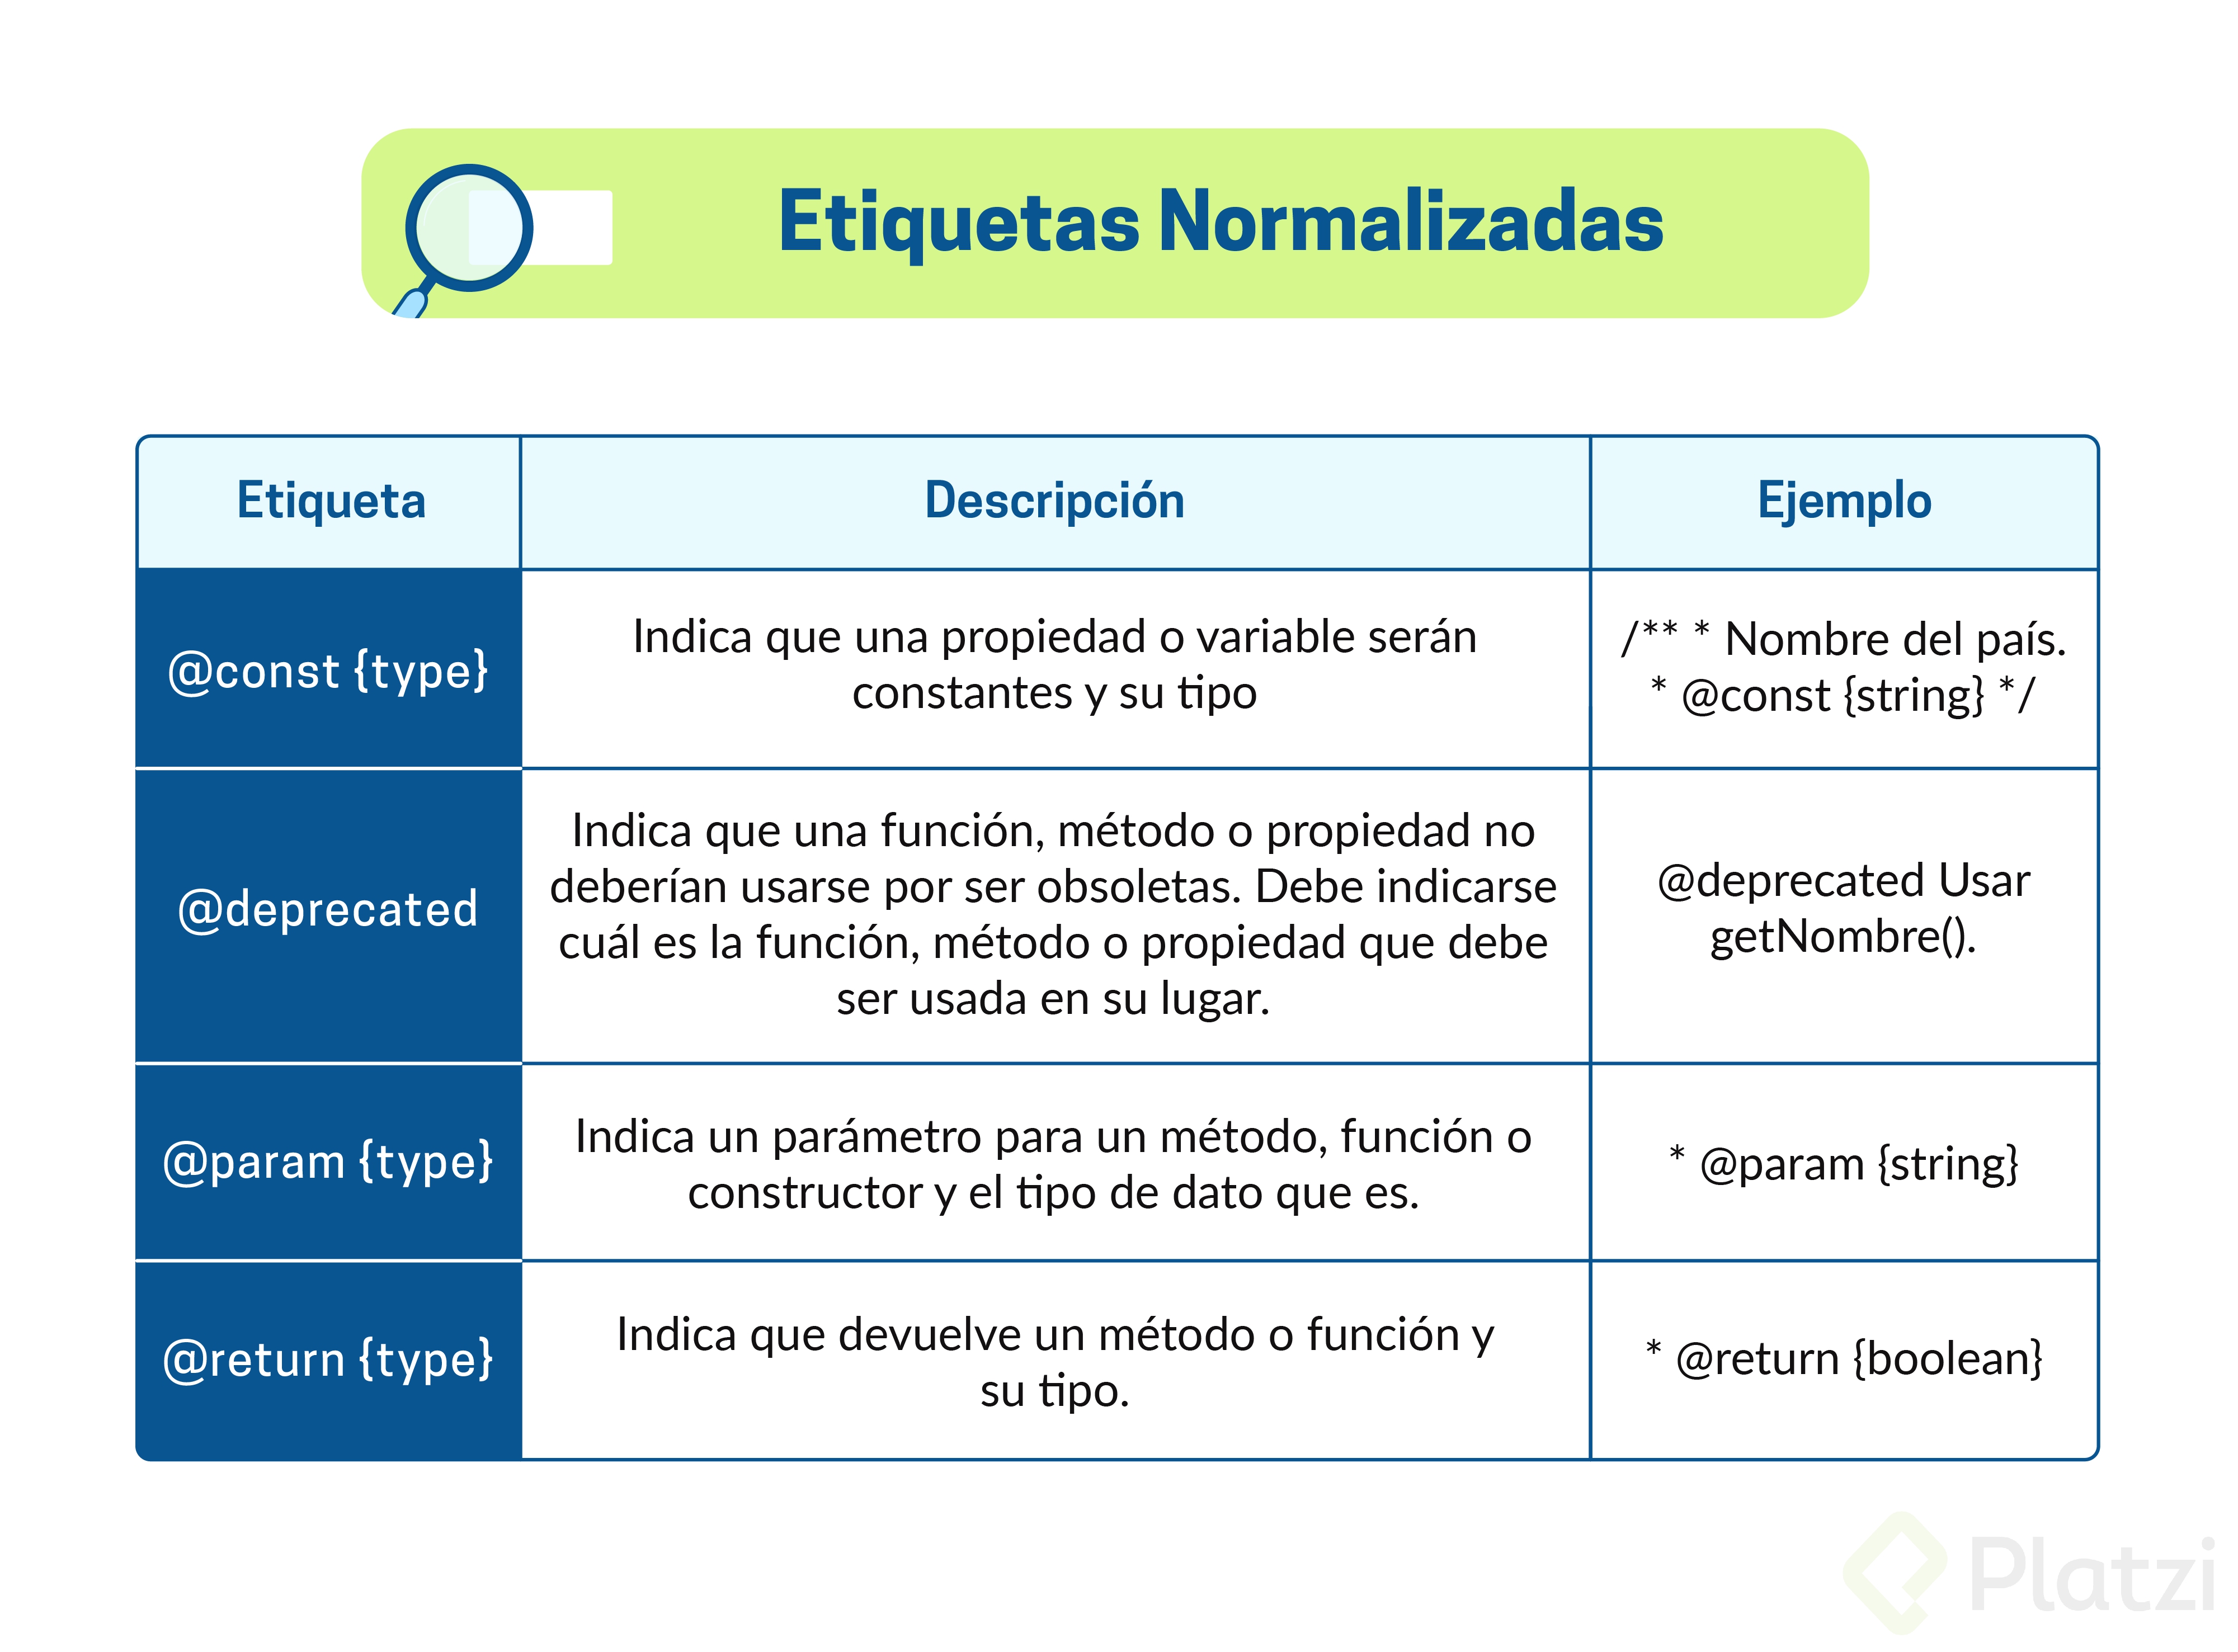 Etiquetas Normalizadas
Etiqueta
Descripción
Ejemplo
@const {type}
Indica que una propiedad o variable serán
constantes y su tipo
/** * Nombre del país.
* @const {string} */
@deprecated
Indica que una función, método o propiedad no
deberían usarse por ser obsoletas. Debe indicarse
cuál es la función, método o propiedad que debe
ser usada en su lugar.
@deprecated Usar
getNombre().
@param {type}
Indica un parámetro para un método, función o
constructor y el tipo de dato que es.
* @param {string}
@return {type}
Indica que devuelve un método o función y
su tipo.
* @return {boolean}
Platzi